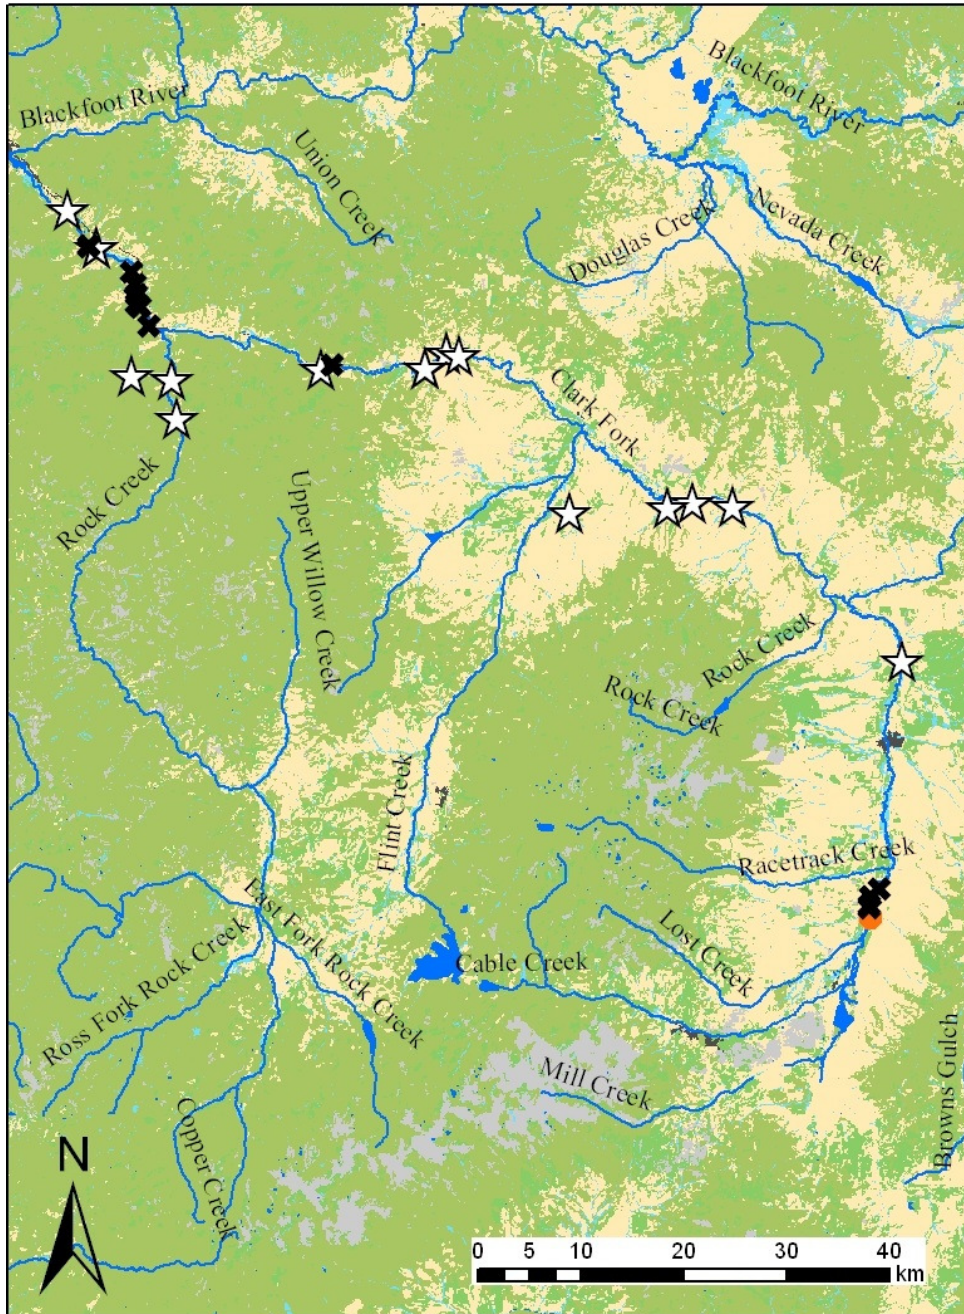 Blackfoot River
Blackfoot River
Union Creek
Nevada Creek
Douglas Creek
Clark Fork
Rock Creek
Upper Willow Creek
Rock Creek
Rock Creek
Flint Creek
Racetrack Creek
East Fork Rock Creek
Lost Creek
Cable Creek
Ross Fork Rock Creek
Mill Creek
Browns Gulch
Copper Creek
N
0 5 10 20 30 40
km